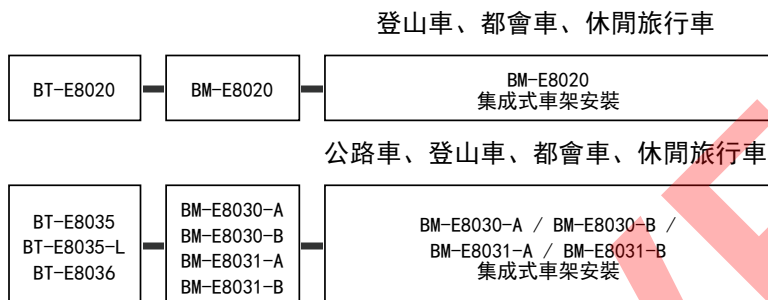 登山車、都會車、休閒旅行車
BT-E8020
BM-E8020
BM-E8020
集成式車架安裝
公路車、登山車、都會車、休閒旅行車
BT-E8035
BT-E8035-L
BT-E8036
BM-E8030-A
BM-E8030-B
BM-E8031-A
BM-E8031-B
BM-E8030-A / BM-E8030-B /
BM-E8031-A / BM-E8031-B
集成式車架安裝